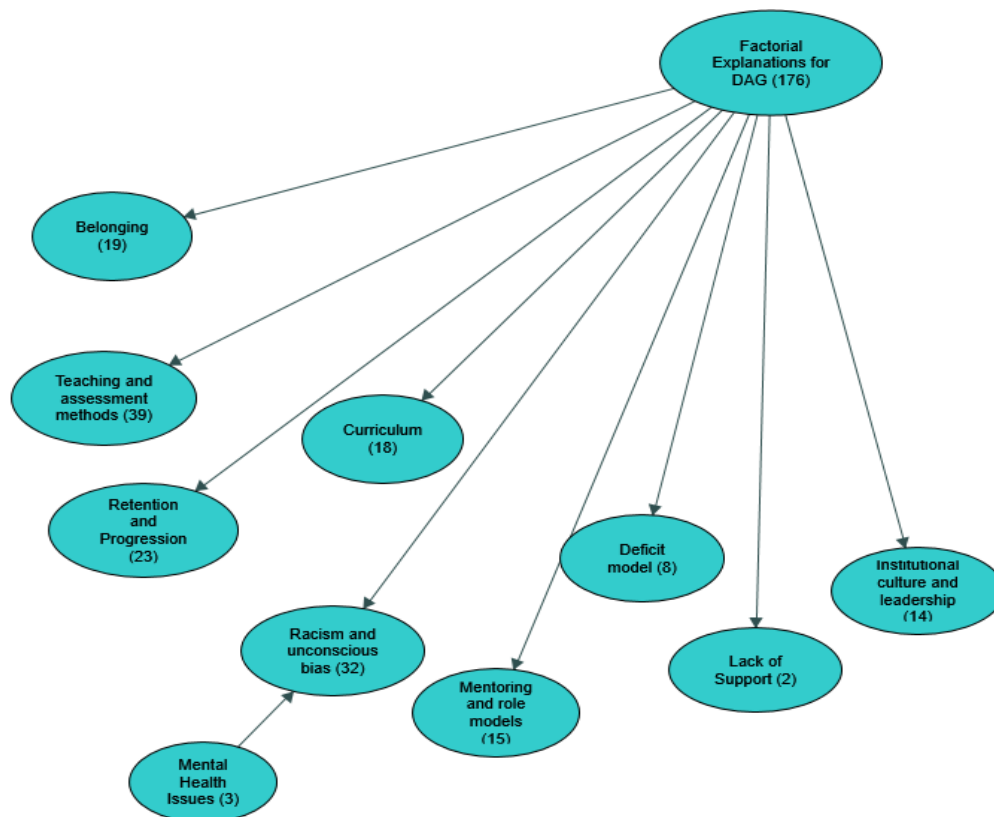 Factorial
Explanations for
DAG (176)
Belonging
(19)
Teaching and
assessment
methods (39)
Curriculum
(18)
Retention
and
Progression
(23)
Deficit
model (8)
Institutional
culture and
leadership
(14)
Racism and
unconscious
bias (32)
Lack of
Support (2)
Mentoring
and role
models
(15)
Mental
Health
Issues (3)